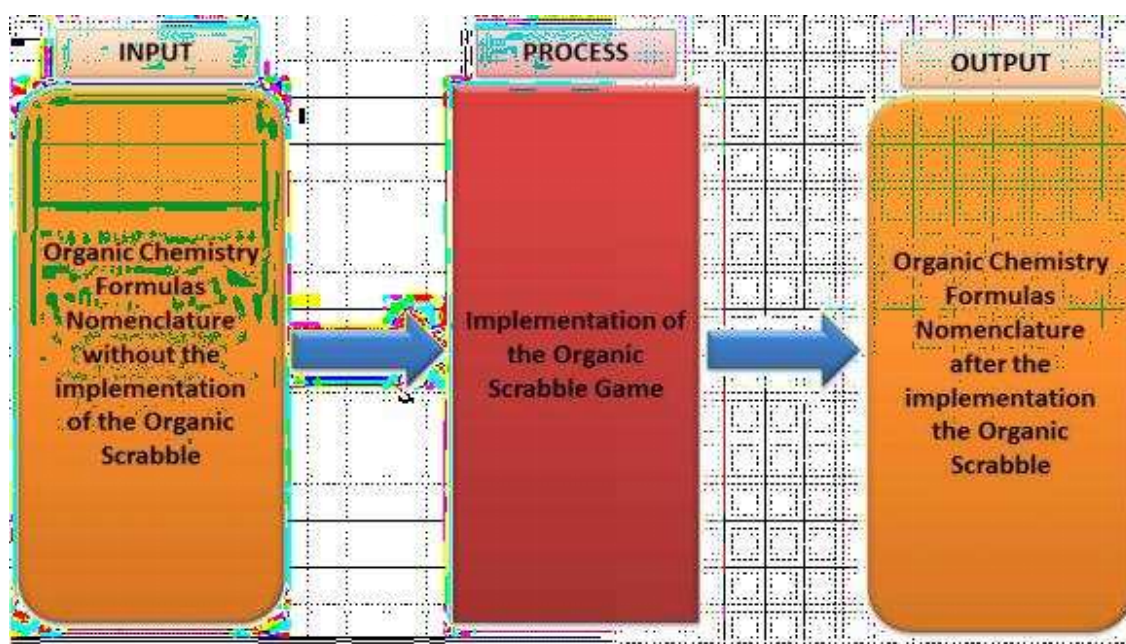 INPUT
Organic Chemistry
Formulas
Nomenclature
without the
implementation
of the Organic
Scrabble
PROCESS
Implementation of
the Organic
Scrabble Game
OUTPUT
Organic Chemistry
Formulas
Nomenclature
after the
implementation
the Organic
Scrabble